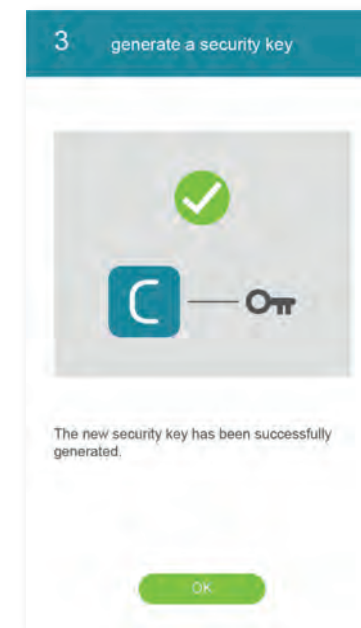 3 generate a security key
The new security key has been successfully
generated.
OK